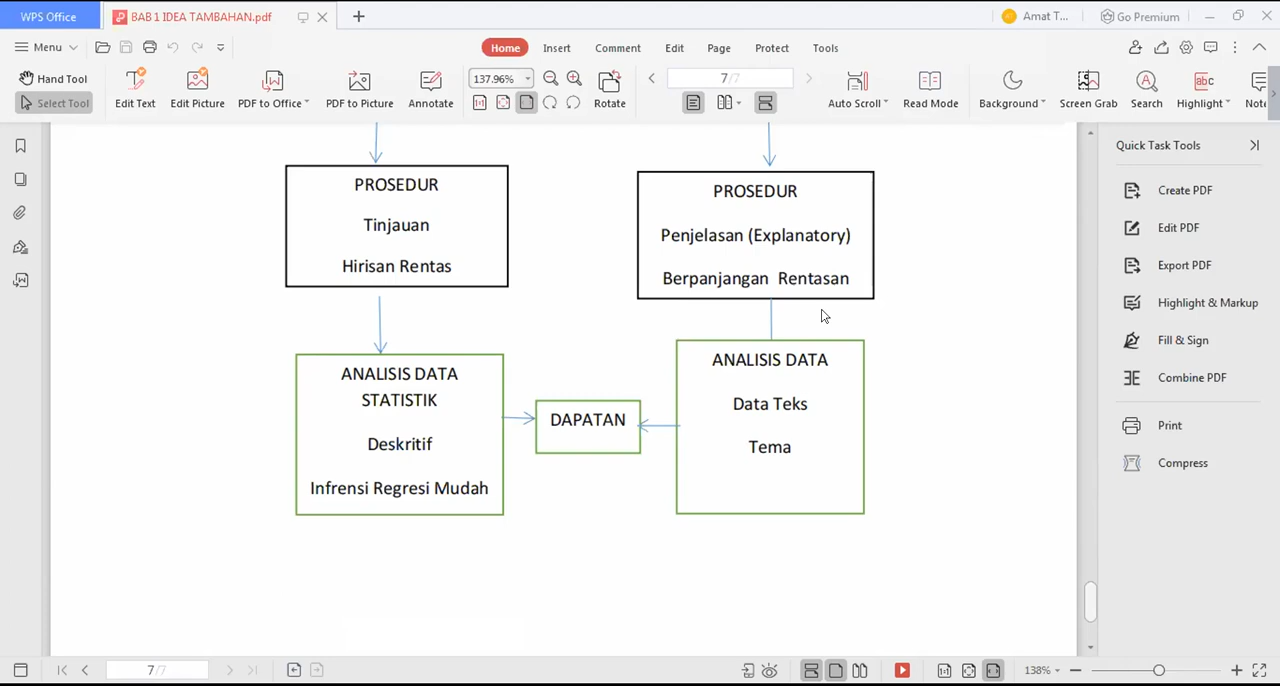 WPS Office
BAB 1 IDEA TAMBAHAN.pdf
Amat T...
Go Premium
Menu
Home
Insert
Comment
Edit
Page
Protect
Tools
Hand Tool
Select Tool
Edit Text
Edit Picture
PDF to Office
PDF to Picture
Annotate
137.96%
Rotate
7/7
Auto Scroll
Read Mode
Background
Screen Grab
Search
Highlight
Note
PROSEDUR
Tinjauan
Hirisan Rentas
PROSEDUR
Penjelasan (Explanatory)
Berpanjangan Rentasan
ANALISIS DATA
STATISTIK
Deskritif
Infrensi Regresi Mudah
DAPATAN
ANALISIS DATA
Data Teks
Tema
Quick Task Tools
Create PDF
Edit PDF
Export PDF
Highlight & Markup
Fill & Sign
Combine PDF
Print
Compress
7/7
138%